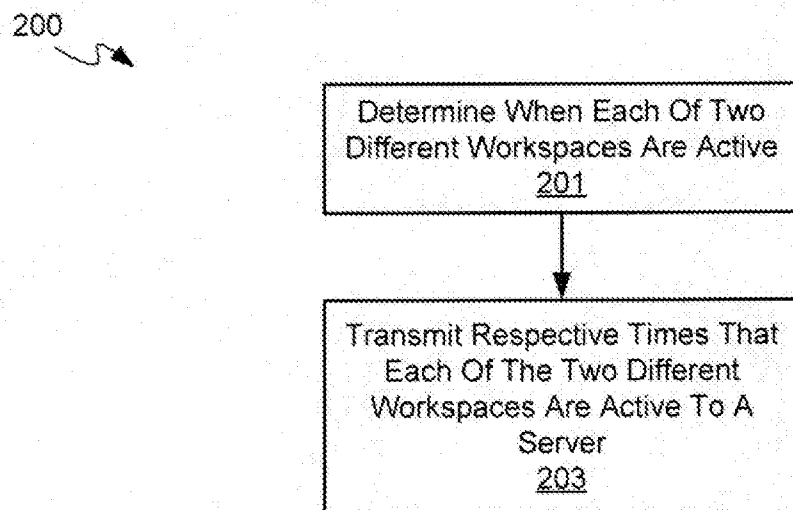 200
Determine When Each Of Two
Different Workspaces Are Active
201
Transmit Respective Times That
Each Of The Two Different
Workspaces Are Active To A
Server
203